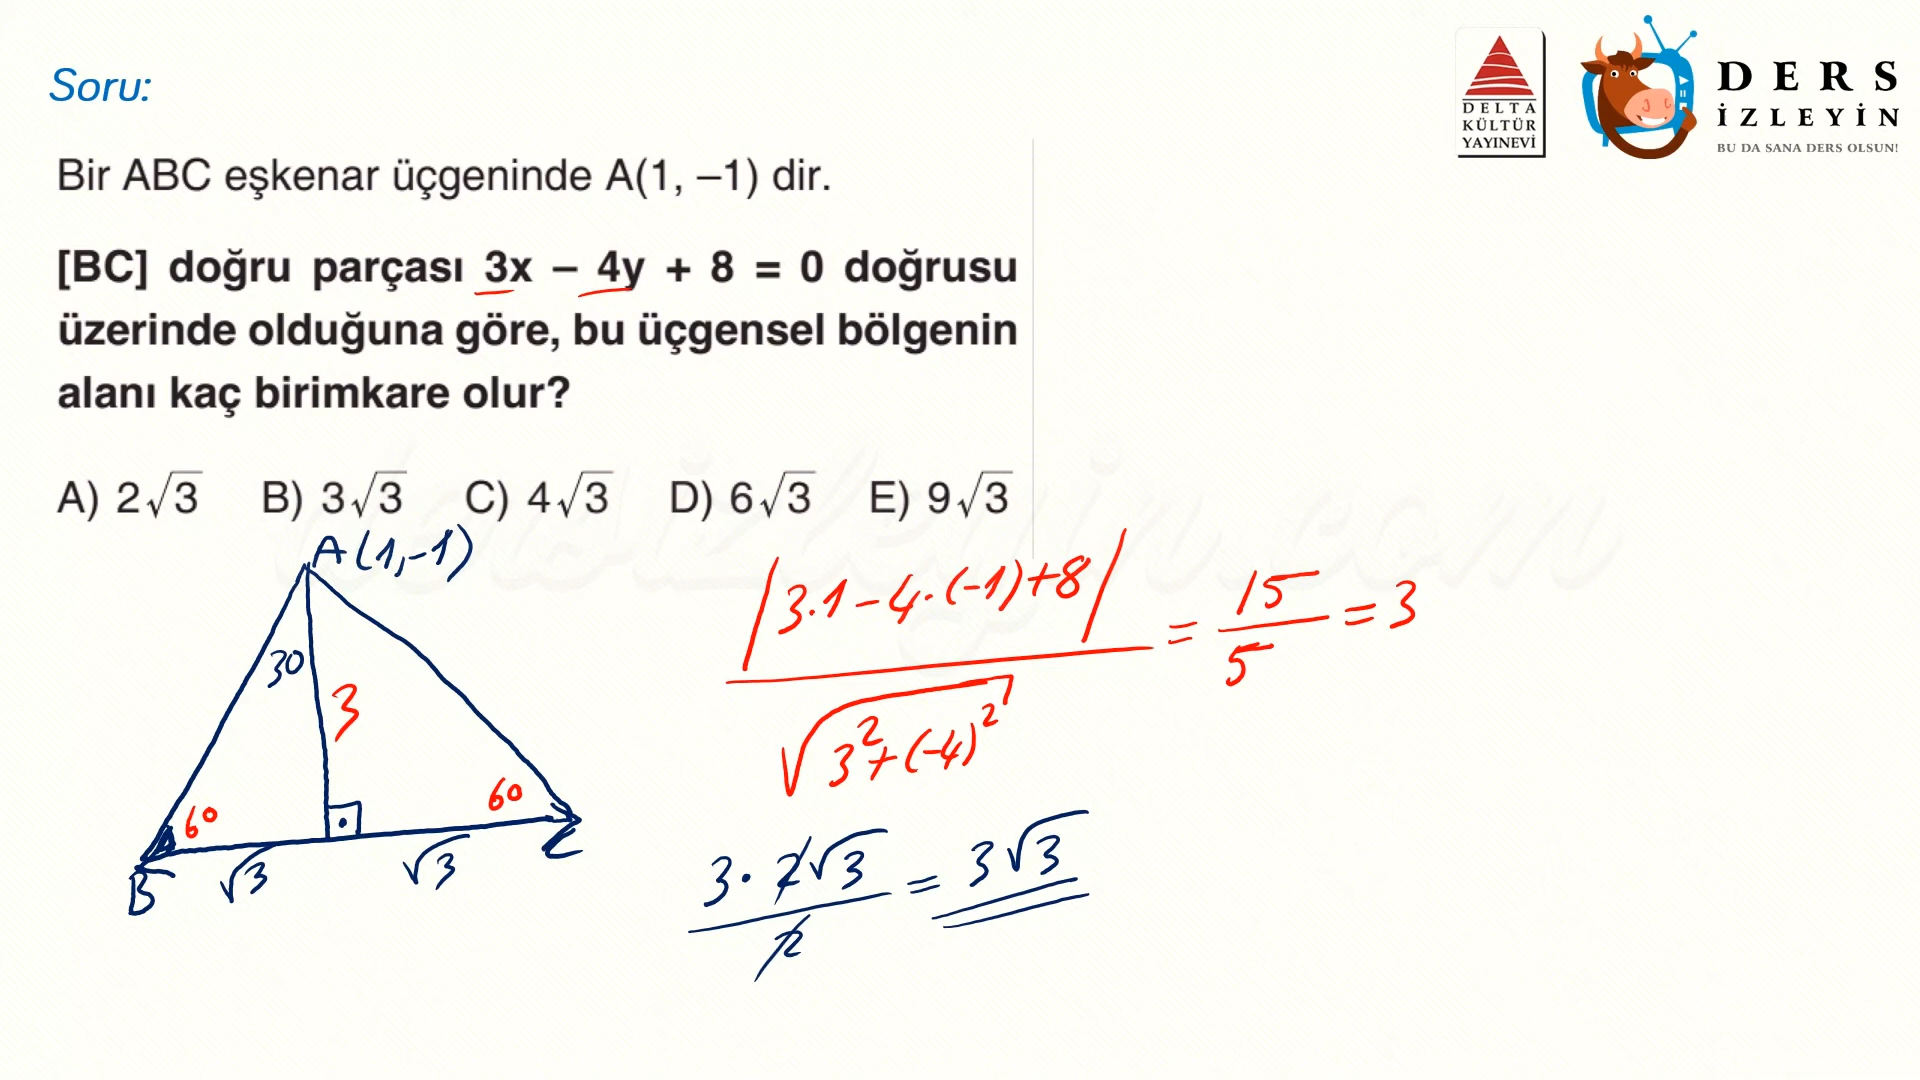 Soru:
DELTA
KÜLTÜR
YAYINEVİ
DERS
İZLEYİN
BU DA SANA DERS OLSUN!
Bir ABC eşkenar üçgeninde A(1, –1) dir.
[BC] doğru parçası 3x – 4y + 8 = 0 doğrusu
üzerinde olduğuna göre, bu üçgensel bölgenin
alanı kaç birimkare olur?
A) 2√3 B) 3√3 C) 4√3 D) 6√3 E) 9√3
dersizleyin.com
A(1,-1)
30
3
60
60
B
√3
√3
C
|3·1-4·(-1)+8|
√3²+(-4)²
= 15/5 = 3
3·2√3/2 = 3√3